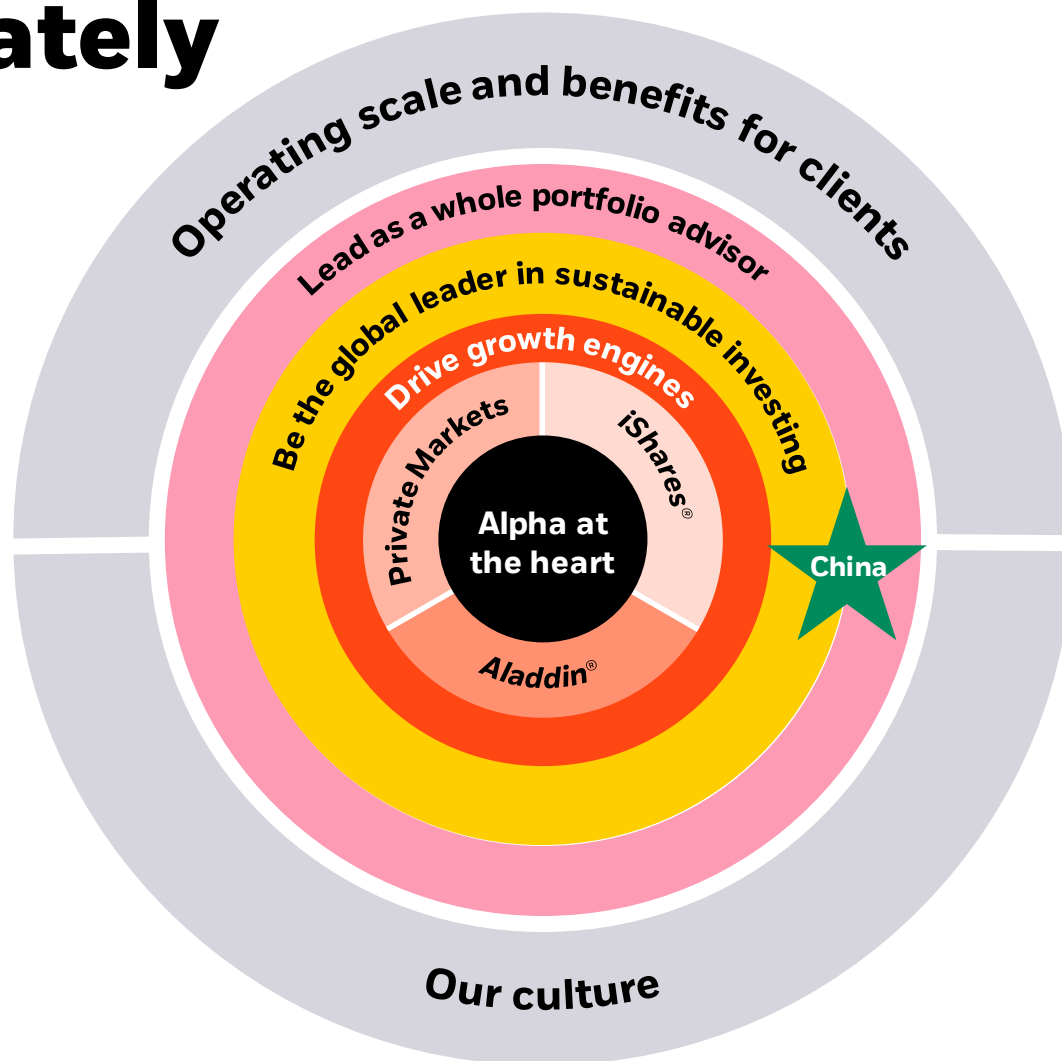 ately
Operating scale and benefits for clients
Lead as a whole portfolio advisor
Be the global leader in sustainable investing
Drive growth engines
Private Markets
iShares®
Alpha at
the heart
China
Aladdin®
Our culture